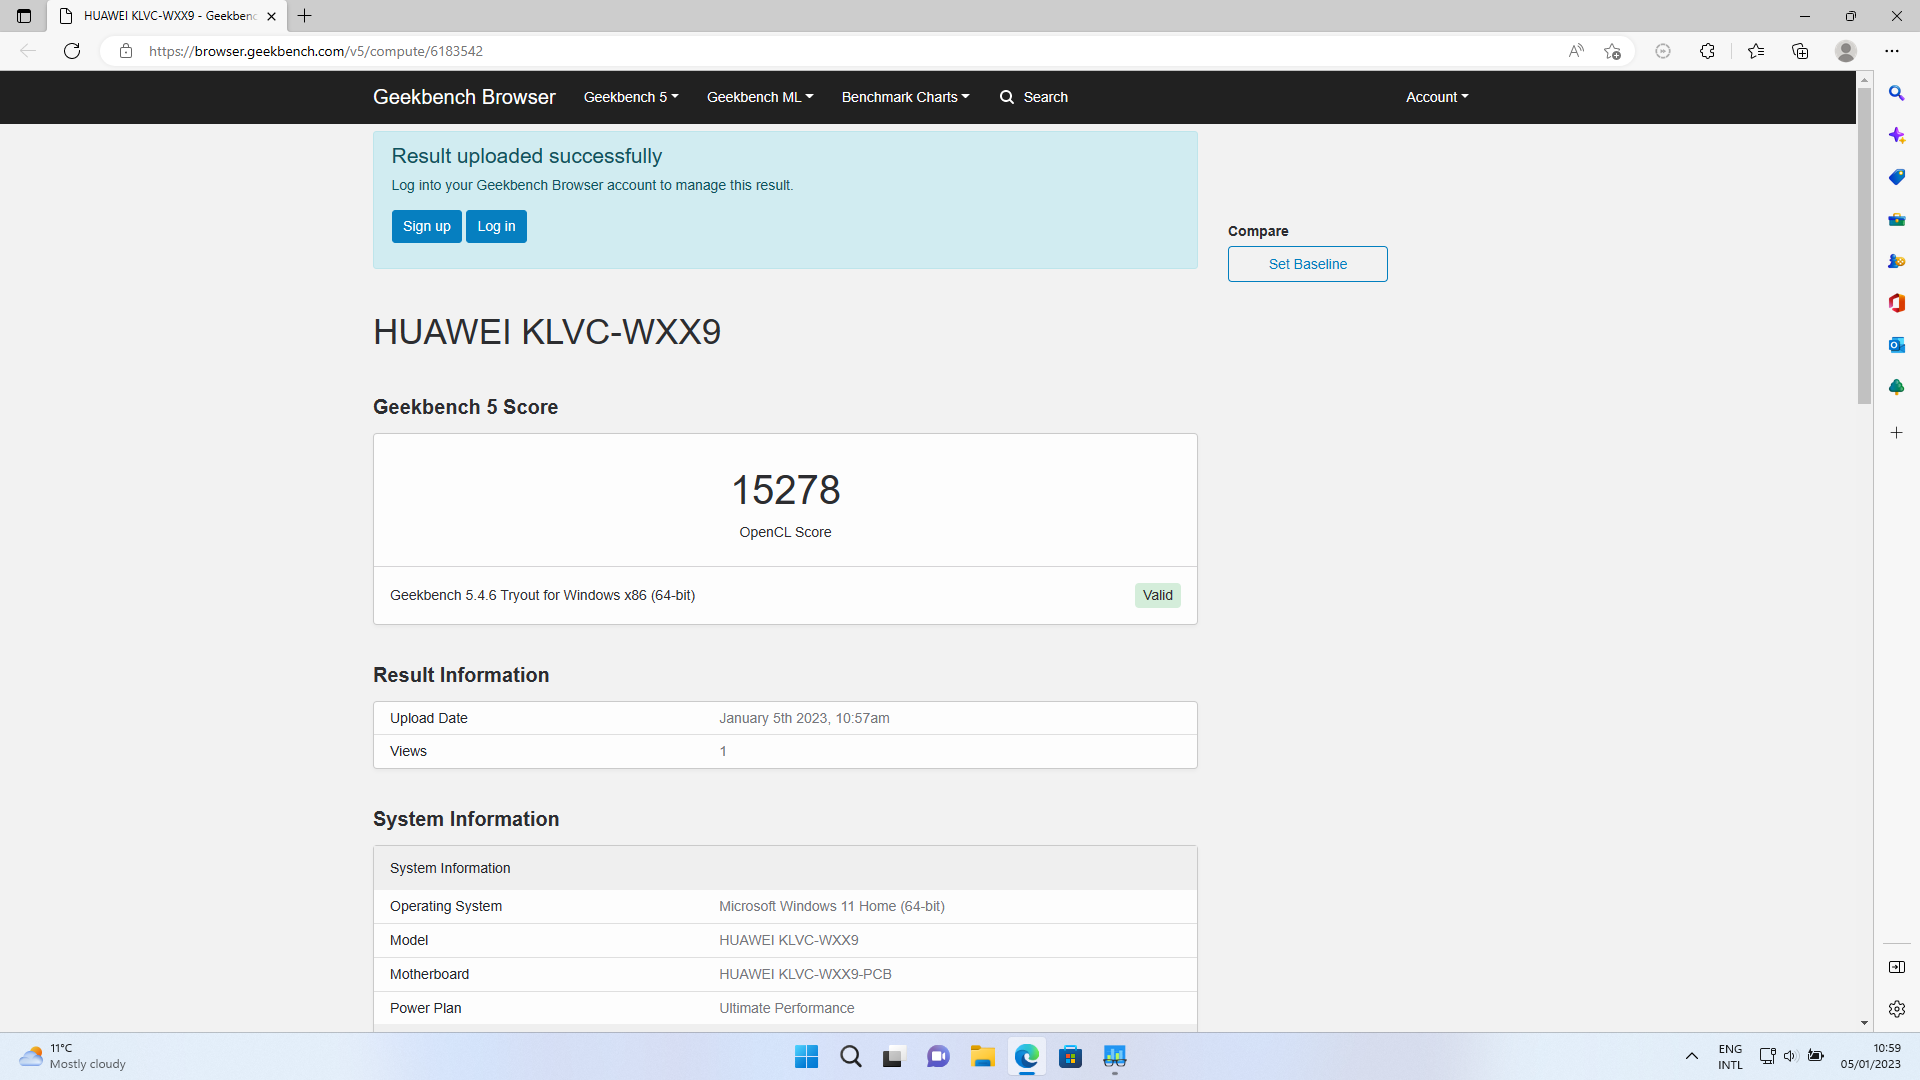 HUAWEI KLVC-WXX9 - Geekbenc
https://browser.geekbench.com/v5/compute/6183542
Geekbench Browser
Geekbench 5
Geekbench ML
Benchmark Charts
Search
Account
Result uploaded successfully
Log into your Geekbench Browser account to manage this result.
Sign up
Log in
Compare
Set Baseline
HUAWEI KLVC-WXX9
Geekbench 5 Score
15278
OpenCL Score
Geekbench 5.4.6 Tryout for Windows x86 (64-bit)
Valid
Result Information
Upload Date January 5th 2023, 10:57am
Views 1
System Information
System Information
Operating System Microsoft Windows 11 Home (64-bit)
Model HUAWEI KLVC-WXX9
Motherboard HUAWEI KLVC-WXX9-PCB
Power Plan Ultimate Performance
11°C
Mostly cloudy
ENG
INTL
10:59
05/01/2023